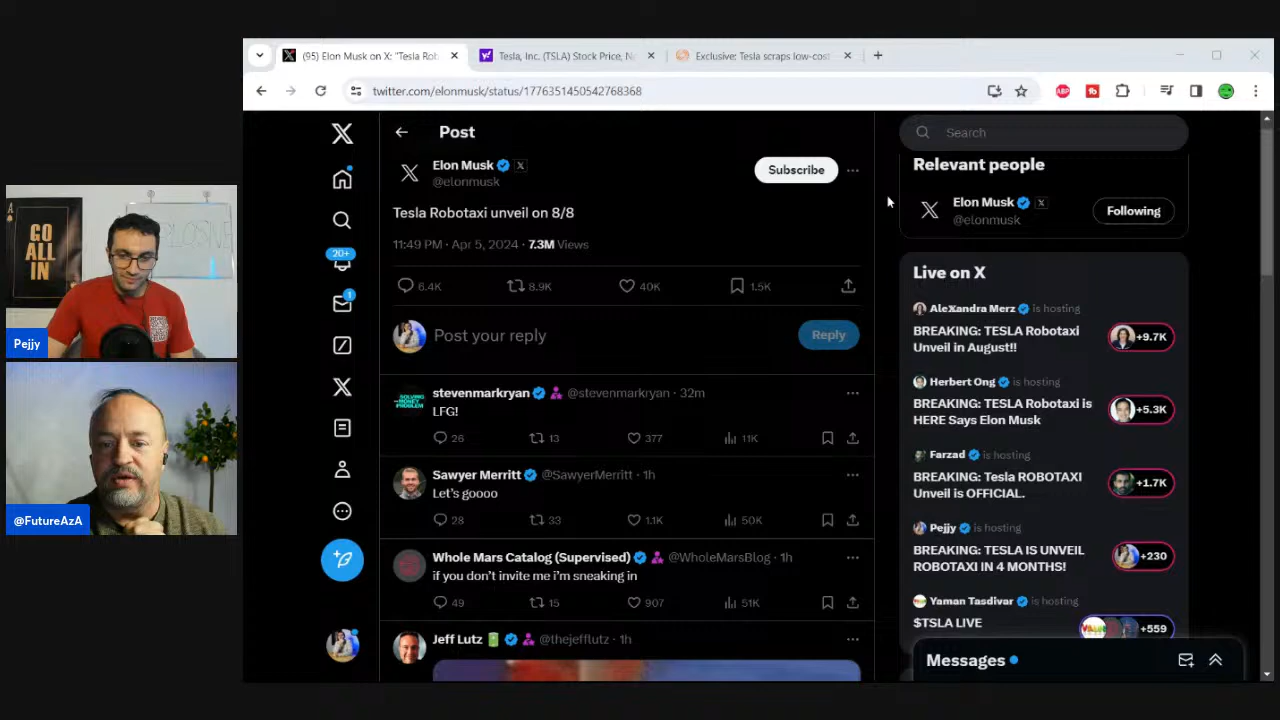 (95) Elon Musk on X: "Tesla Rob
Tesla, Inc. (TSLA) Stock Price, N
Exclusive: Tesla scraps low-cost
twitter.com/elonmusk/status/1776351450542768368
GO
ALL
IN
Pejjy
@FutureAzA
20+
1
Post
Elon Musk
@elonmusk
Subscribe
Tesla Robotaxi unveil on 8/8
11:49 PM · Apr 5, 2024 · 7.3M Views
6.4K 8.9K 40K 1.5K
Post your reply
Reply
stevenmarkryan @stevenmarkryan · 32m
LFG!
26 13 377 11K
Sawyer Merritt @SawyerMerritt · 1h
Let's goooo
28 33 1.1K 50K
Whole Mars Catalog (Supervised) @WholeMarsBlog · 1h
if you don't invite me i'm sneaking in
49 15 907 51K
Jeff Lutz @thejefflutz · 1h
Search
Relevant people
Elon Musk
@elonmusk
Following
Live on X
AleXandra Merz is hosting
BREAKING: TESLA Robotaxi
Unveil in August!!
+9.7K
Herbert Ong is hosting
BREAKING: TESLA Robotaxi is
HERE Says Elon Musk
+5.3K
Farzad is hosting
BREAKING: Tesla ROBOTAXI
Unveil is OFFICIAL.
+1.7K
Pejjy is hosting
BREAKING: TESLA IS UNVEIL
ROBOTAXI IN 4 MONTHS!
+230
Yaman Tasdivar is hosting
$TSLA LIVE
+559
Messages